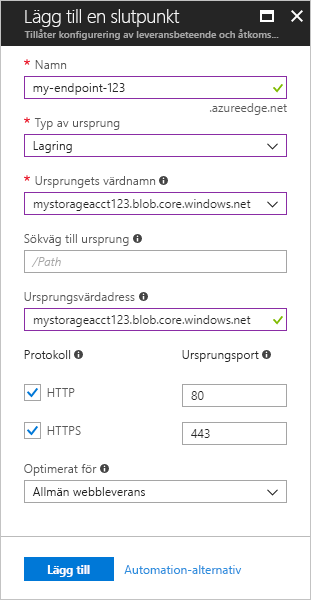 Lägg till en slutpunkt
Tillåter konfigurering av leveransbeteende och åtkoms...
* Namn
my-endpoint-123
.azureedge.net
* Typ av ursprung
Lagring
* Ursprungets värdnamn
mystorageacct123.blob.core.windows.net
Sökväg till ursprung
/Path
Ursprungsvärdadress
mystorageacct123.blob.core.windows.net
Protokoll Ursprungsport
HTTP 80
HTTPS 443
Optimerat för
Allmän webbleverans
Lägg till Automation-alternativ